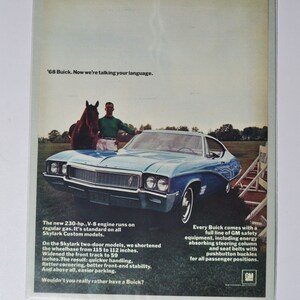 '68 Buick. Now we're talking your language.
The new 230-hp., V-8 engine runs on
regular gas. It's standard on all
Skylark Custom models.
On the Skylark two-door models, we shortened
the wheelbase from 115 to 112 inches.
Widened the front track to 59
inches. The result: quicker handling,
flatter cornering, better front-end stability.
And above all, easier parking.
Wouldn't you really rather have a Buick?
Every Buick comes with a
full line of GM safety
equipment, including energy
absorbing steering column
and seat belts with
pushbutton buckles
for all passenger positions.
GM